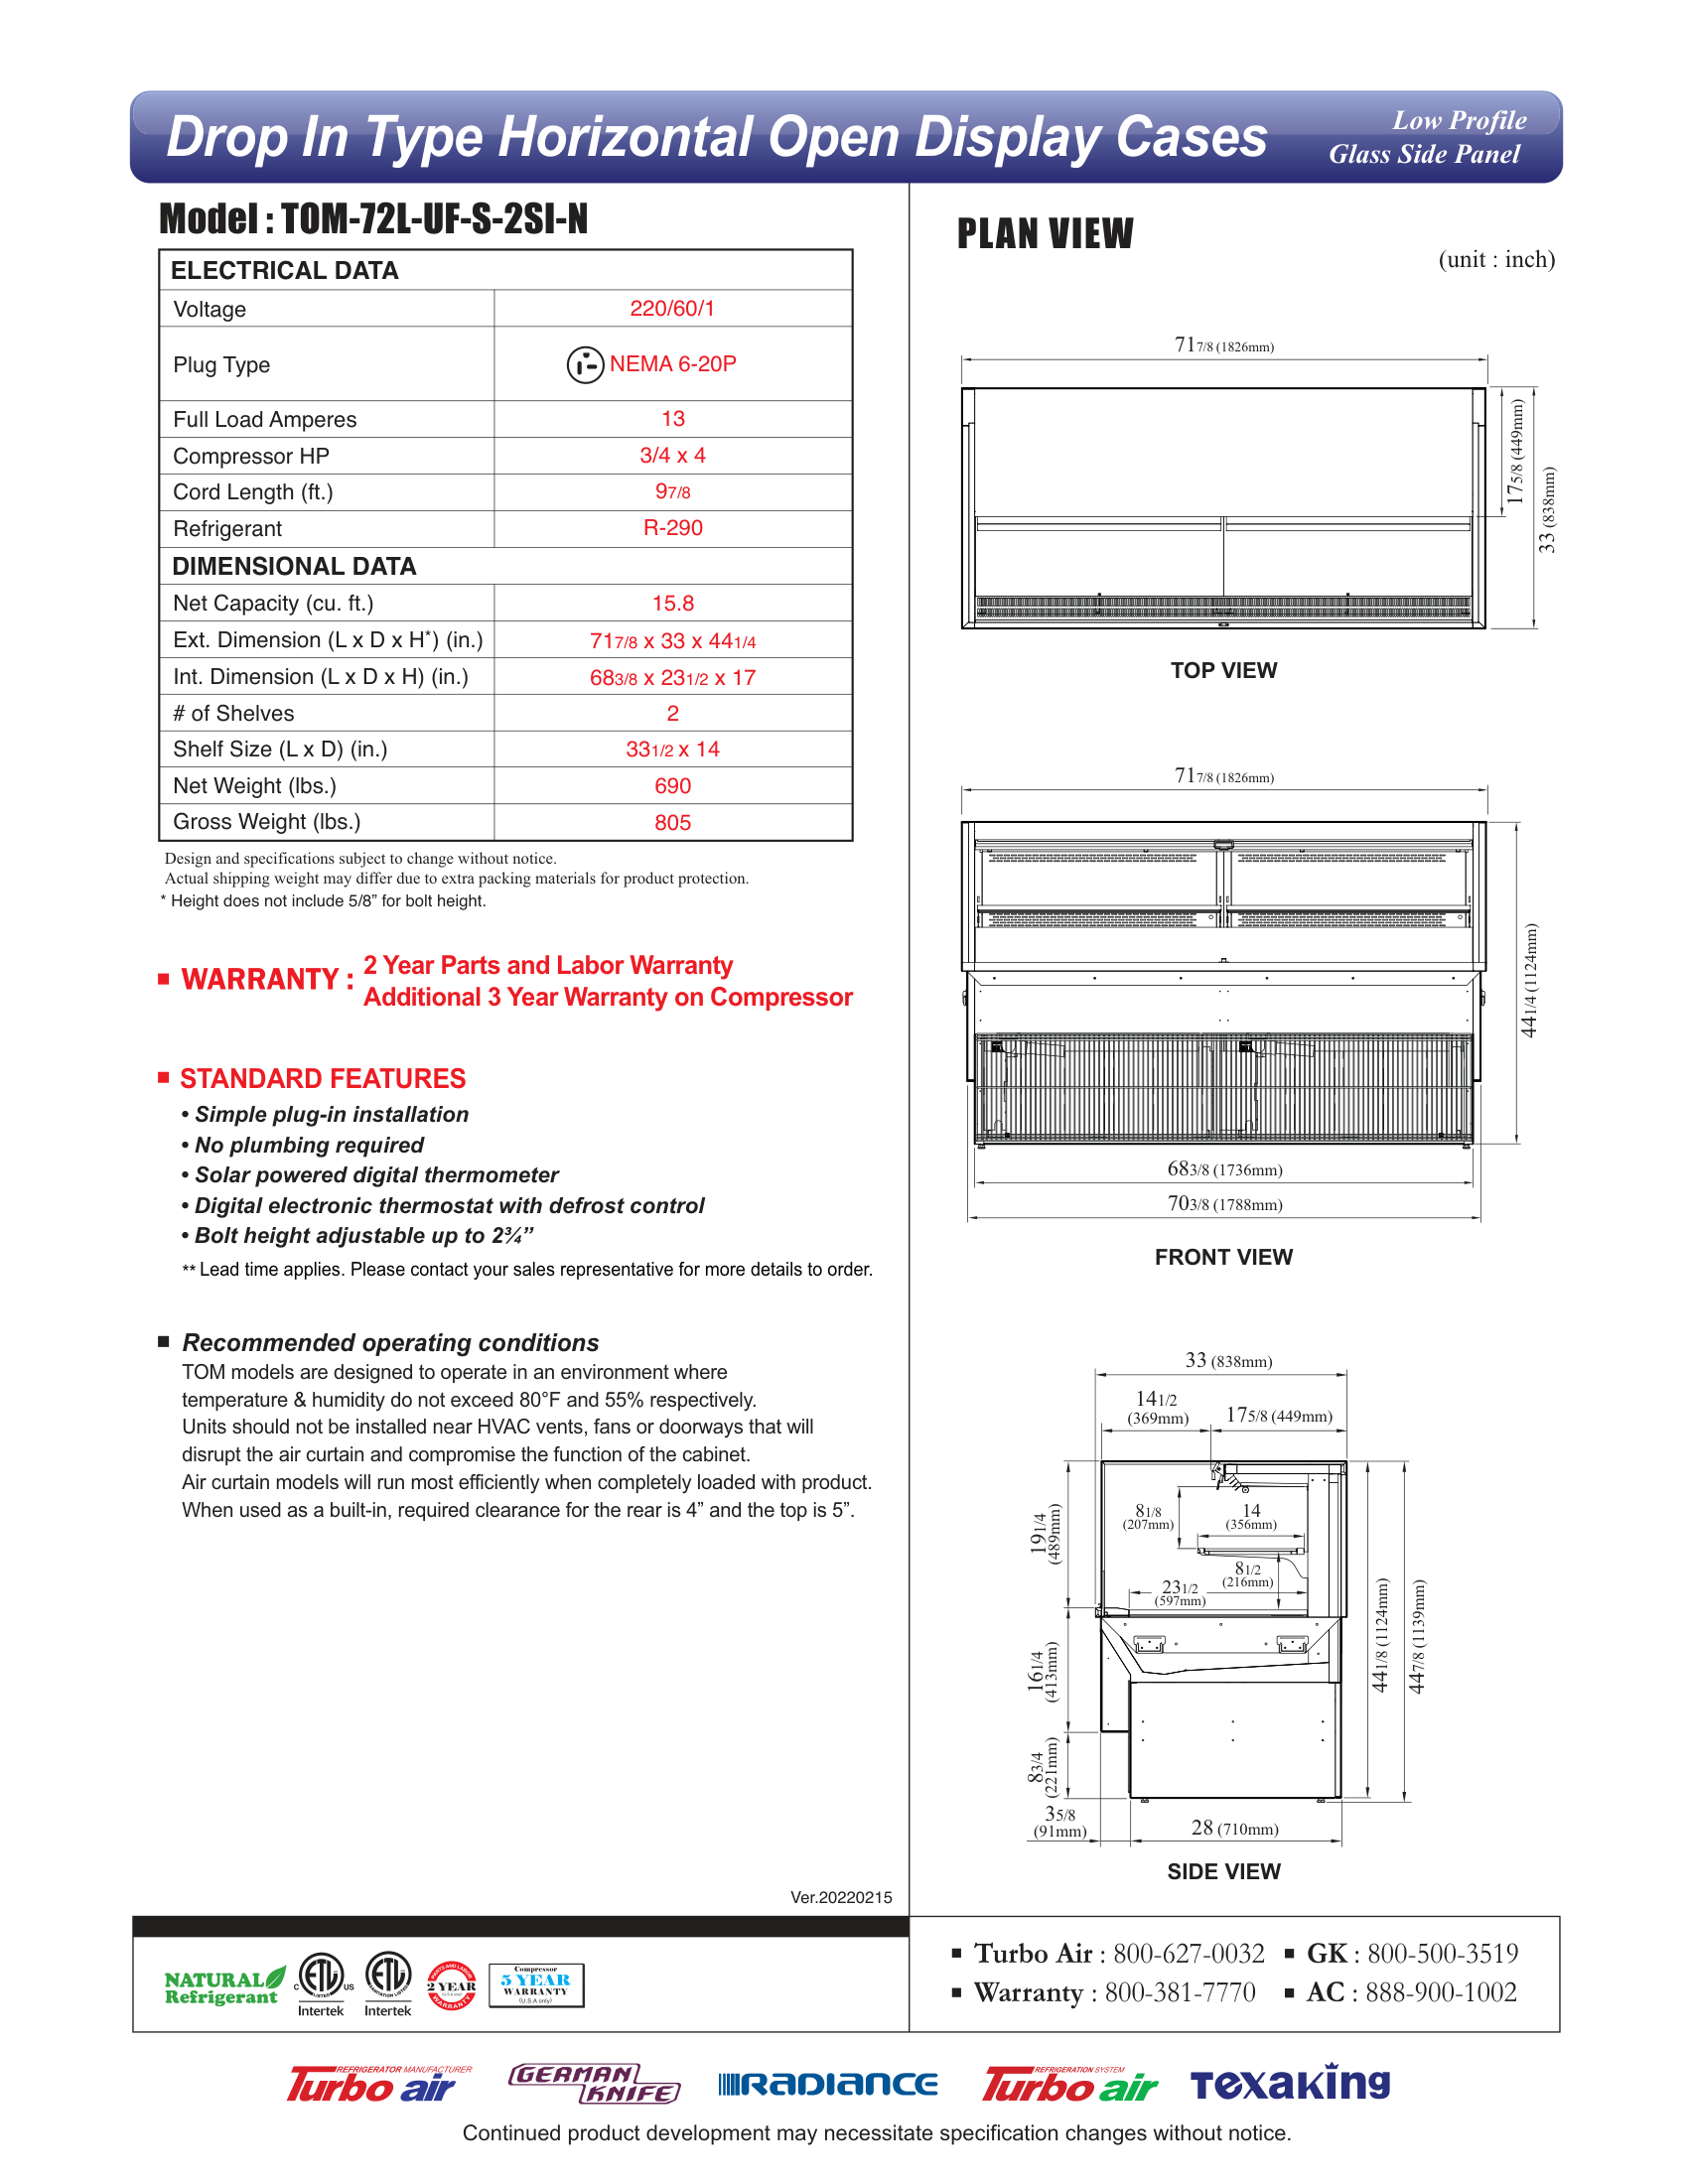 Drop In Type Horizontal Open Display Cases
Low Profile
Glass Side Panel
Model : TOM-72L-UF-S-2SI-N
ELECTRICAL DATA
Voltage 220/60/1
Plug Type NEMA 6-20P
Full Load Amperes 13
Compressor HP 3/4 x 4
Cord Length (ft.) 97/8
Refrigerant R-290
DIMENSIONAL DATA
Net Capacity (cu. ft.) 15.8
Ext. Dimension (L x D x H*) (in.) 717/8 x 33 x 441/4
Int. Dimension (L x D x H) (in.) 683/8 x 231/2 x 17
# of Shelves 2
Shelf Size (L x D) (in.) 331/2 x 14
Net Weight (lbs.) 690
Gross Weight (lbs.) 805
Design and specifications subject to change without notice.
Actual shipping weight may differ due to extra packing materials for product protection.
* Height does not include 5/8” for bolt height.
WARRANTY :
2 Year Parts and Labor Warranty
Additional 3 Year Warranty on Compressor
STANDARD FEATURES
• Simple plug-in installation
• No plumbing required
• Solar powered digital thermometer
• Digital electronic thermostat with defrost control
• Bolt height adjustable up to 2¾”
** Lead time applies. Please contact your sales representative for more details to order.
Recommended operating conditions
TOM models are designed to operate in an environment where
temperature & humidity do not exceed 80°F and 55% respectively.
Units should not be installed near HVAC vents, fans or doorways that will
disrupt the air curtain and compromise the function of the cabinet.
Air curtain models will run most efficiently when completely loaded with product.
When used as a built-in, required clearance for the rear is 4” and the top is 5”.
Ver.20220215
PLAN VIEW
(unit : inch)
717/8 (1826mm)
175/8 (449mm)
33 (838mm)
TOP VIEW
717/8 (1826mm)
441/4 (1124mm)
683/8 (1736mm)
703/8 (1788mm)
FRONT VIEW
33 (838mm)
141/2
(369mm)
175/8 (449mm)
191/4
(489mm)
81/8
(207mm)
14
(356mm)
81/2
(216mm)
231/2
(597mm)
161/4
(413mm)
83/4
(221mm)
441/8 (1124mm)
447/8 (1139mm)
35/8
(91mm)
28 (710mm)
SIDE VIEW
NATURAL
Refrigerant
C ETL US
LISTED
Intertek
ETL
SANITATION LISTED
Intertek
PARTS AND LABOR
2 YEAR
WARRANTY
Compressor
5 YEAR
WARRANTY
(U.S.A only)
Turbo Air : 800-627-0032
GK : 800-500-3519
Warranty : 800-381-7770
AC : 888-900-1002
REFRIGERATOR MANUFACTURER
Turbo air
GERMAN
KNIFE
RADIANCE
REFRIGERATION SYSTEM
Turbo air
Texaking
Continued product development may necessitate specification changes without notice.